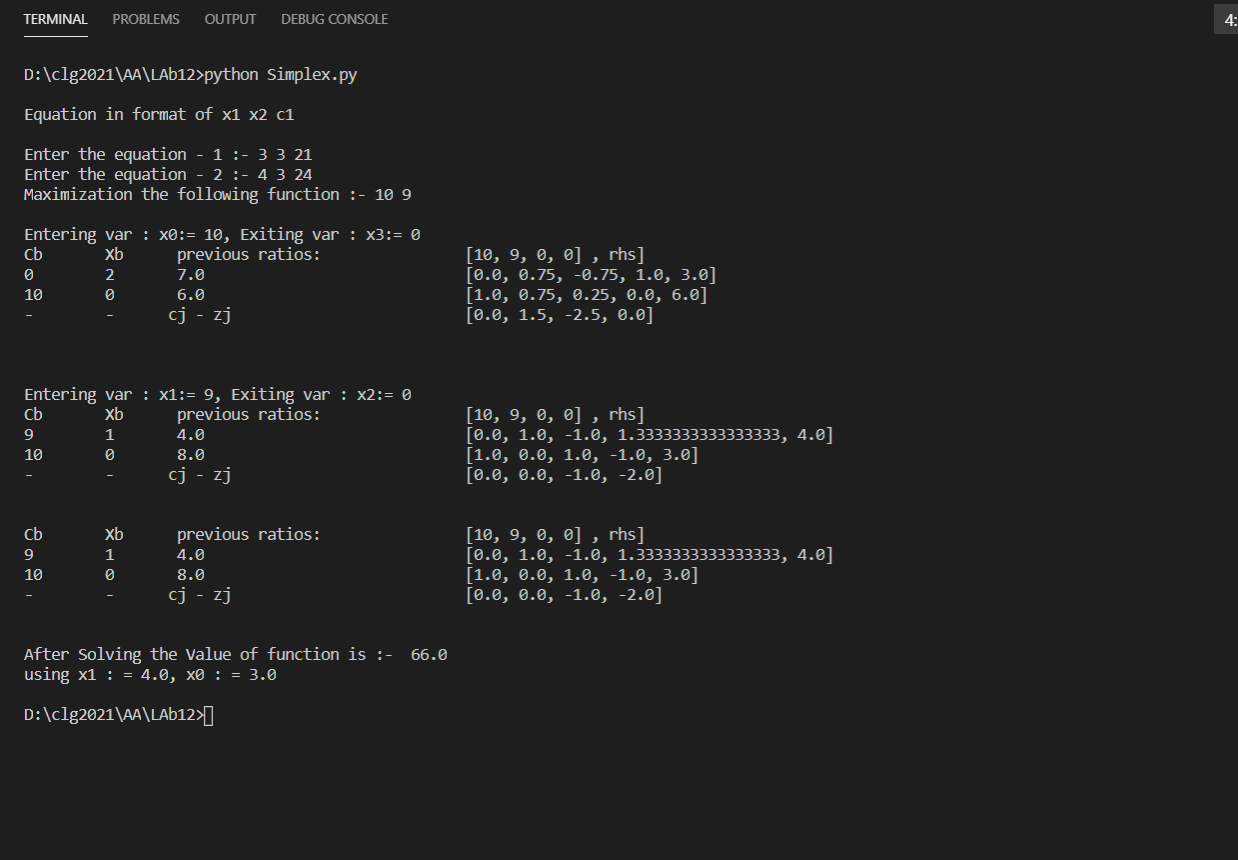 TERMINAL PROBLEMS OUTPUT DEBUG CONSOLE 4:
D:\clg2021\AA\LAb12>python Simplex.py
Equation in format of x1 x2 c1
Enter the equation - 1 :- 3 3 21
Enter the equation - 2 :- 4 3 24
Maximization the following function :- 10 9
Entering var : x0:= 10, Exiting var : x3:= 0
Cb Xb previous ratios: [10, 9, 0, 0] , rhs]
0 2 7.0 [0.0, 0.75, -0.75, 1.0, 3.0]
10 0 6.0 [1.0, 0.75, 0.25, 0.0, 6.0]
- - cj - zj [0.0, 1.5, -2.5, 0.0]
Entering var : x1:= 9, Exiting var : x2:= 0
Cb Xb previous ratios: [10, 9, 0, 0] , rhs]
9 1 4.0 [0.0, 1.0, -1.0, 1.3333333333333333, 4.0]
10 0 8.0 [1.0, 0.0, 1.0, -1.0, 3.0]
- - cj - zj [0.0, 0.0, -1.0, -2.0]
Cb Xb previous ratios: [10, 9, 0, 0] , rhs]
9 1 4.0 [0.0, 1.0, -1.0, 1.3333333333333333, 4.0]
10 0 8.0 [1.0, 0.0, 1.0, -1.0, 3.0]
- - cj - zj [0.0, 0.0, -1.0, -2.0]
After Solving the Value of function is :- 66.0
using x1 : = 4.0, x0 : = 3.0
D:\clg2021\AA\LAb12>